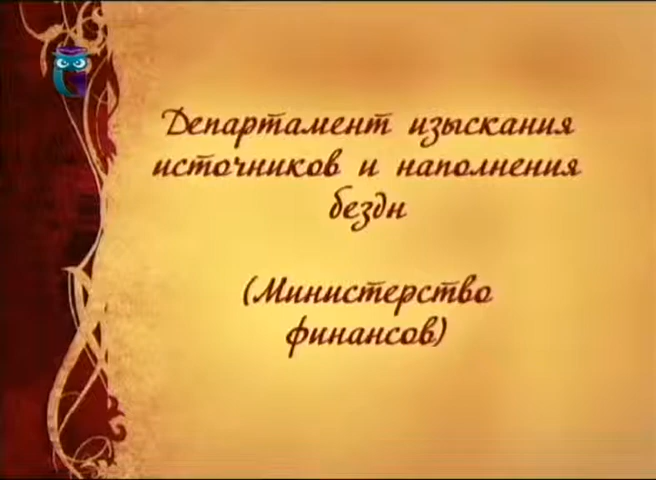 Департамент изыскания
источников и наполнения
бездн
(Министерство
финансов)